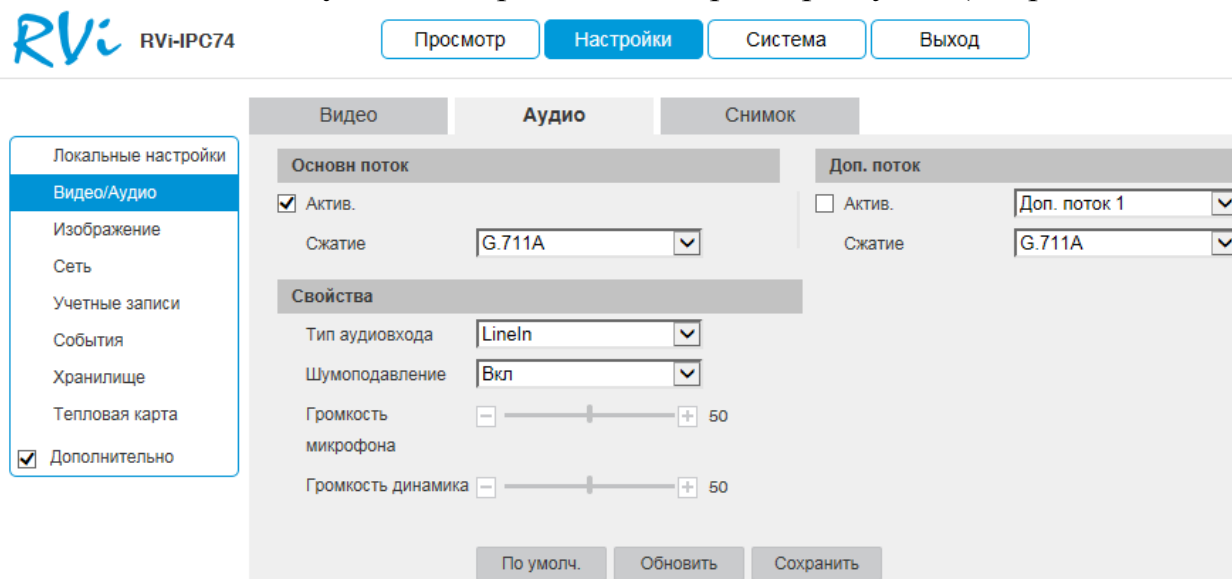 RVi RVi-IPC74
Просмотр Настройки Система Выход
Видео Аудио Снимок
Локальные настройки
Видео/Аудио
Изображение
Сеть
Учетные записи
События
Хранилище
Тепловая карта
Дополнительно
Основн поток
Актив.
Сжатие G.711A
Доп. поток
Актив. Доп. поток 1
Сжатие G.711A
Свойства
Тип аудиовхода LineIn
Шумоподавление Вкл
Громкость
микрофона
50
Громкость динамика 50
По умолч. Обновить Сохранить